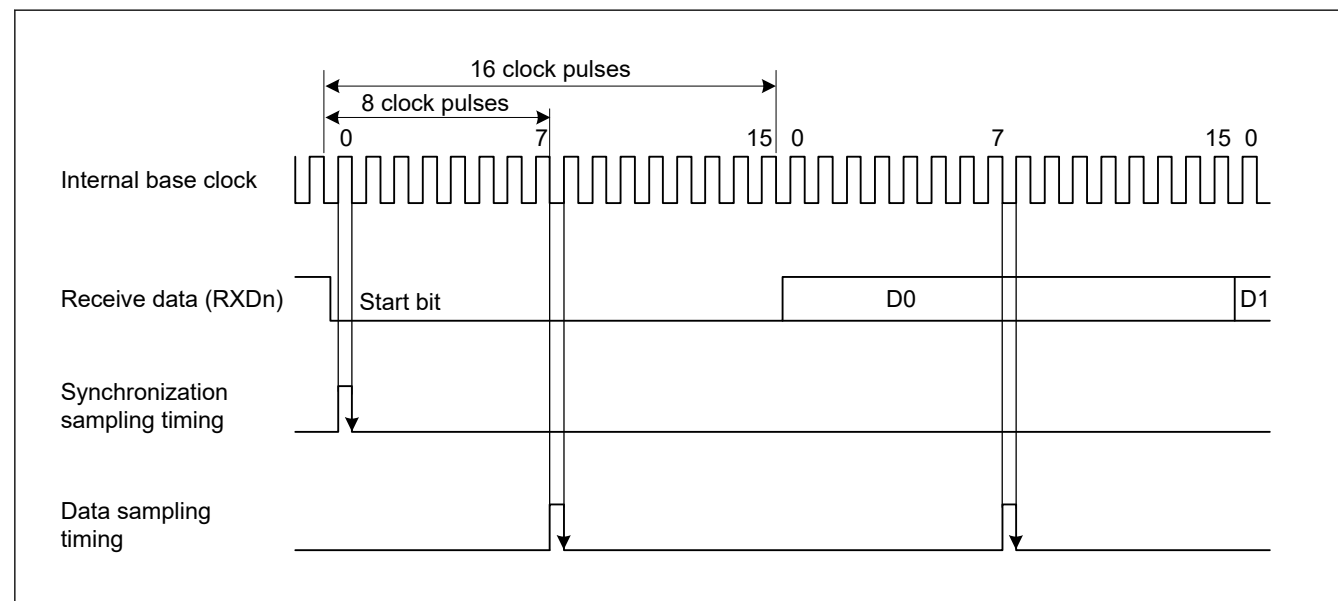 16 clock pulses
8 clock pulses
0 7 15 0 7 15 0
Internal base clock
Receive data (RXDn)
Start bit
D0
D1
Synchronization
sampling timing
Data sampling
timing